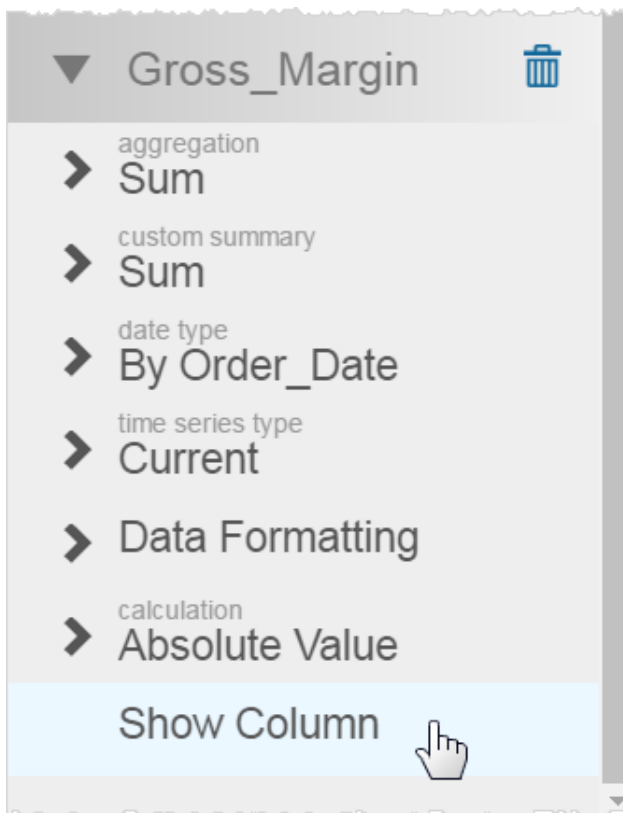 Gross_Margin
aggregation
Sum
custom summary
Sum
date type
By Order_Date
time series type
Current
Data Formatting
calculation
Absolute Value
Show Column